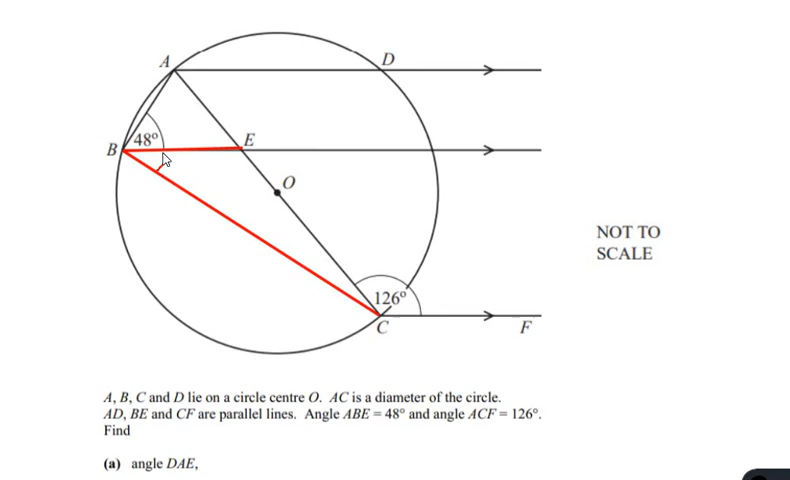 A
D
48°
B
E
O
NOT TO
SCALE
126°
C
F
A, B, C and D lie on a circle centre O. AC is a diameter of the circle.
AD, BE and CF are parallel lines. Angle ABE = 48° and angle ACF = 126°.
Find
(a) angle DAE,